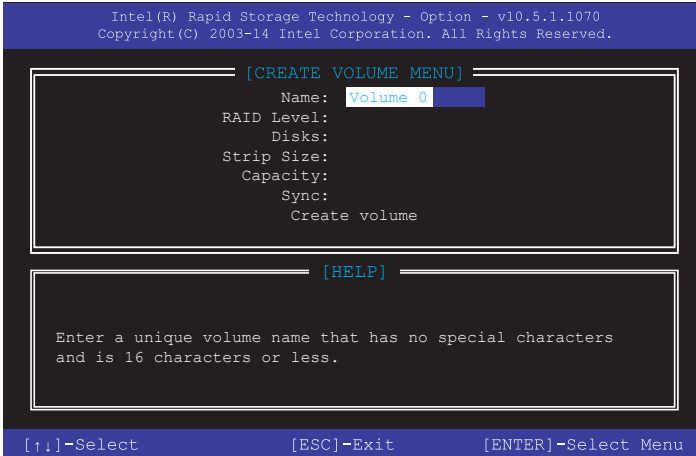 Intel(R) Rapid Storage Technology - Option - v10.5.1.1070
Copyright(C) 2003-14 Intel Corporation. All Rights Reserved.
[CREATE VOLUME MENU]
Name: Volume 0
RAID Level:
Disks:
Strip Size:
Capacity:
Sync:
Create volume
[HELP]
Enter a unique volume name that has no special characters
and is 16 characters or less.
[↑↓]-Select [ESC]-Exit [ENTER]-Select Menu